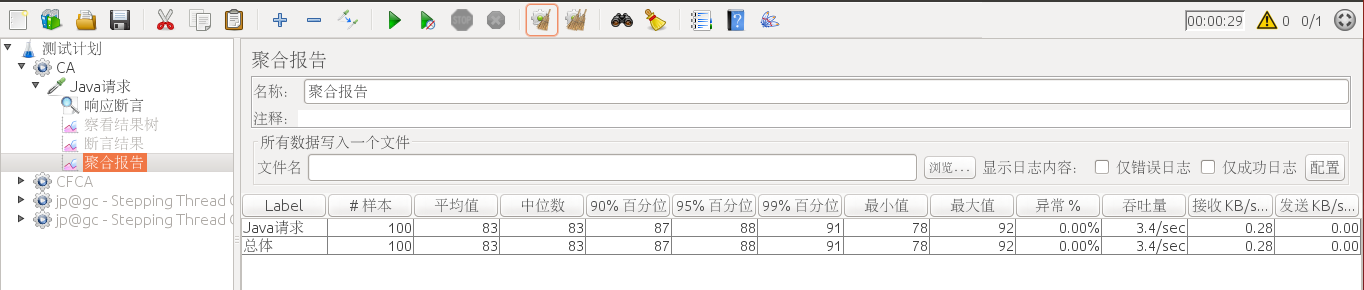 STOP
00:00:29 0 0/1
测试计划
CA
Java请求
响应断言
察看结果树
断言结果
聚合报告
CFCA
jp@gc - Stepping Thread
jp@gc - Stepping Thread
聚合报告
名称: 聚合报告
注释:
所有数据写入一个文件
文件名 浏览... 显示日志内容: 仅错误日志 仅成功日志 配置
Label # 样本 平均值 中位数 90% 百分位 95% 百分位 99% 百分位 最小值 最大值 异常 % 吞吐量 接收 KB/s... 发送 KB/s...
Java请求 100 83 83 87 88 91 78 92 0.00% 3.4/sec 0.28 0.00
总体 100 83 83 87 88 91 78 92 0.00% 3.4/sec 0.28 0.00